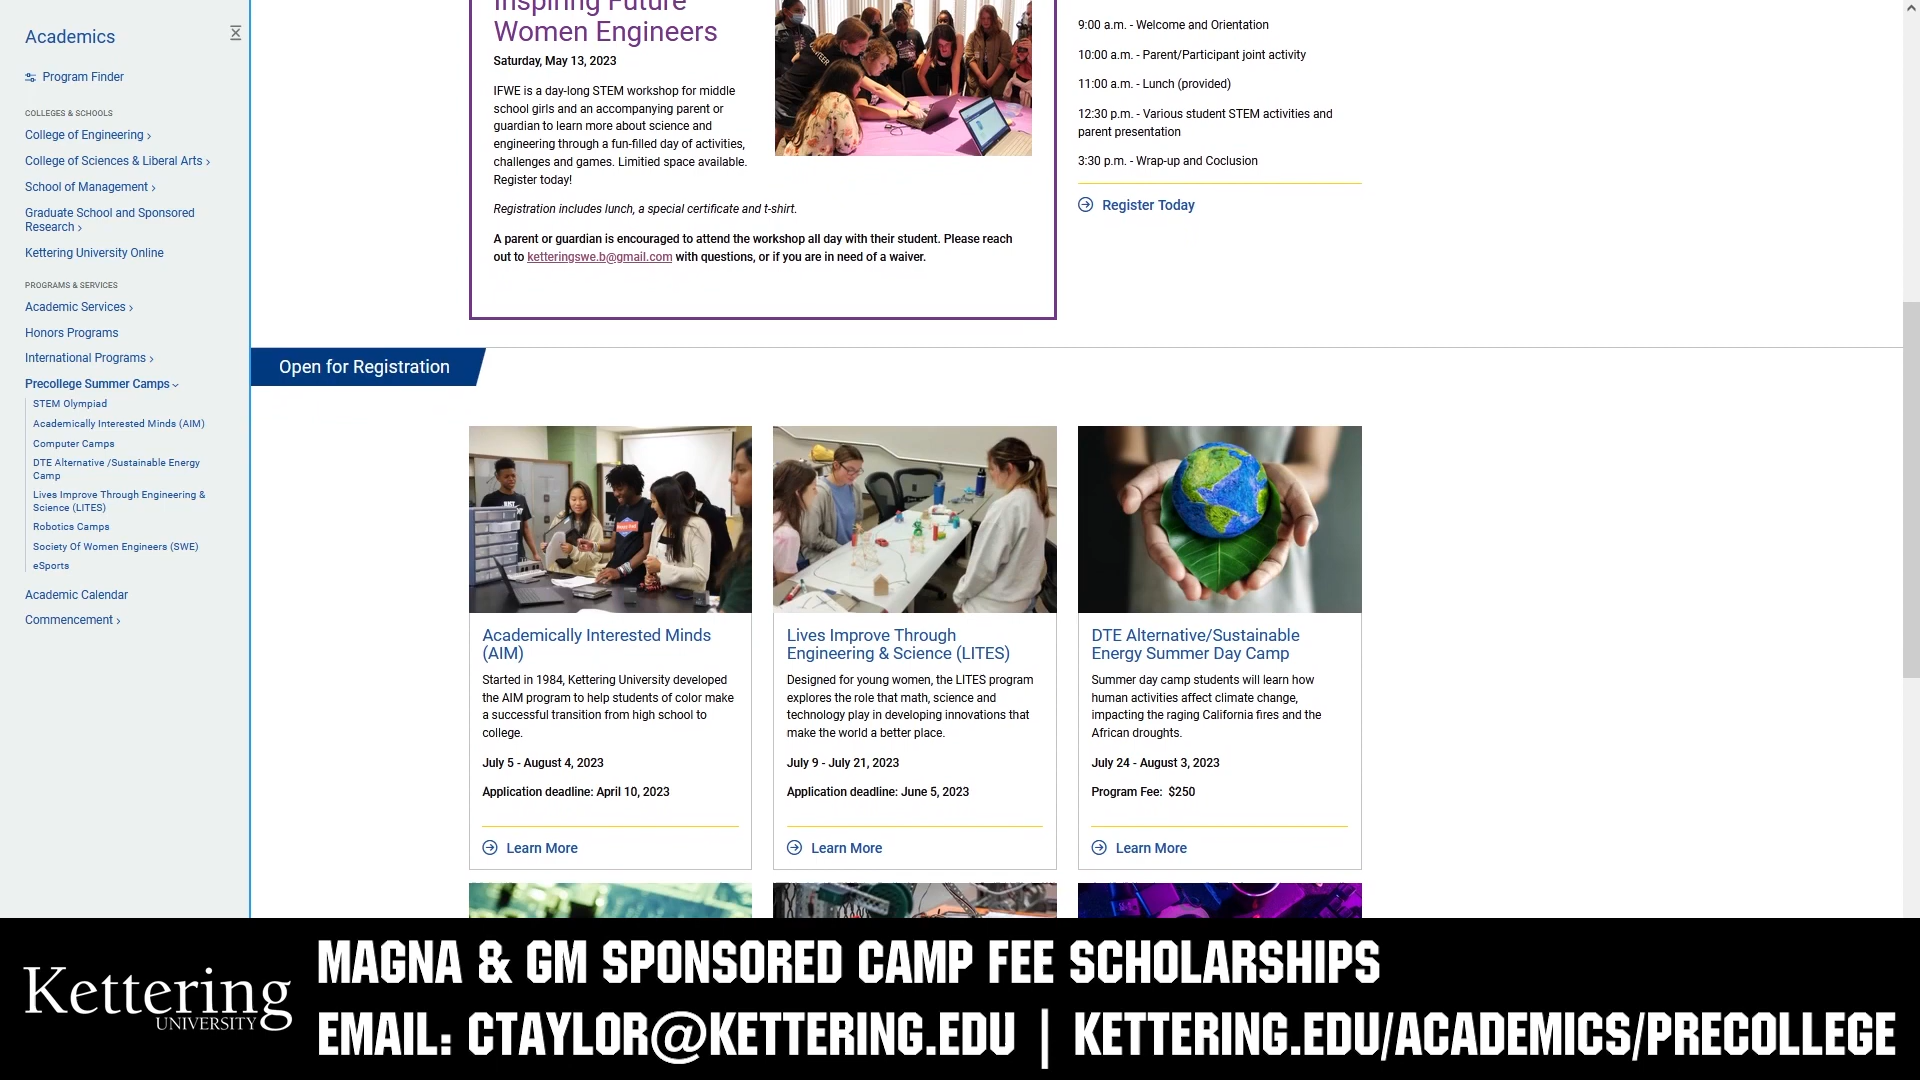 Academics
Program Finder
COLLEGES & SCHOOLS
College of Engineering
College of Sciences & Liberal Arts
School of Management
Graduate School and Sponsored
Research
Kettering University Online
PROGRAMS & SERVICES
Academic Services
Honors Programs
International Programs
Precollege Summer Camps
STEM Olympiad
Academically Interested Minds (AIM)
Computer Camps
DTE Alternative /Sustainable Energy
Camp
Lives Improve Through Engineering &
Science (LITES)
Robotics Camps
Society Of Women Engineers (SWE)
eSports
Academic Calendar
Commencement
Inspiring Future
Women Engineers
Saturday, May 13, 2023
IFWE is a day-long STEM workshop for middle
school girls and an accompanying parent or
guardian to learn more about science and
engineering through a fun-filled day of activities,
challenges and games. Limitied space available.
Register today!
Registration includes lunch, a special certificate and t-shirt.
A parent or guardian is encouraged to attend the workshop all day with their student. Please reach
out to ketteringswe.b@gmail.com with questions, or if you are in need of a waiver.
9:00 a.m. - Welcome and Orientation
10:00 a.m. - Parent/Participant joint activity
11:00 a.m. - Lunch (provided)
12:30 p.m. - Various student STEM activities and
parent presentation
3:30 p.m. - Wrap-up and Coclusion
Register Today
Open for Registration
Academically Interested Minds
(AIM)
Started in 1984, Kettering University developed
the AIM program to help students of color make
a successful transition from high school to
college.
July 5 - August 4, 2023
Application deadline: April 10, 2023
Learn More
Lives Improve Through
Engineering & Science (LITES)
Designed for young women, the LITES program
explores the role that math, science and
technology play in developing innovations that
make the world a better place.
July 9 - July 21, 2023
Application deadline: June 5, 2023
Learn More
DTE Alternative/Sustainable
Energy Summer Day Camp
Summer day camp students will learn how
human activities affect climate change,
impacting the raging California fires and the
African droughts.
July 24 - August 3, 2023
Program Fee: $250
Learn More
Kettering
UNIVERSITY
MAGNA & GM SPONSORED CAMP FEE SCHOLARSHIPS
EMAIL: CTAYLOR@KETTERING.EDU | KETTERING.EDU/ACADEMICS/PRECOLLEGE